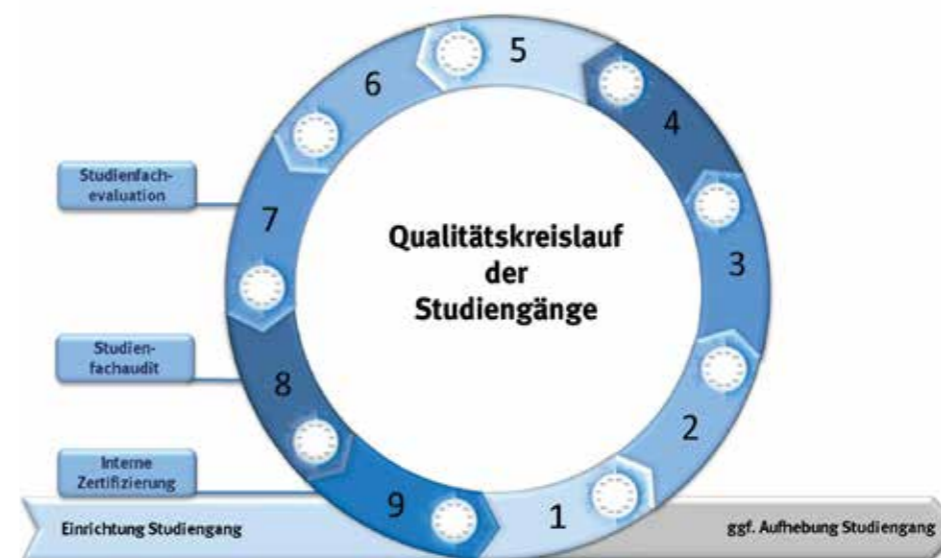 5
6
4
Studienfach-
evaluation
7
3
Qualitätskreislauf
der
Studiengänge
Studien-
fachaudit
8
2
Interne
Zertifizierung
9
1
Einrichtung Studiengang
ggf. Aufhebung Studiengang